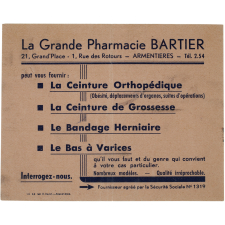 La Grande Pharmacie BARTIER
21, Grand'Place - 1, Rue des Rotours - ARMENTIERES - Tél. 2.54
peut vous fournir :
La Ceinture Orthopédique
(Obésité, déplacements d'organes, suites d'opérations)
La Ceinture de Grossesse
Le Bandage Herniaire
Le Bas à Varices
qu'il vous faut et du genre qui convient
à votre cas particulier.
Interrogez-nous.
Nombreux modèles. - Qualité irréprochable.
Fournisseur agréé par la Sécurité Sociale N° 1319